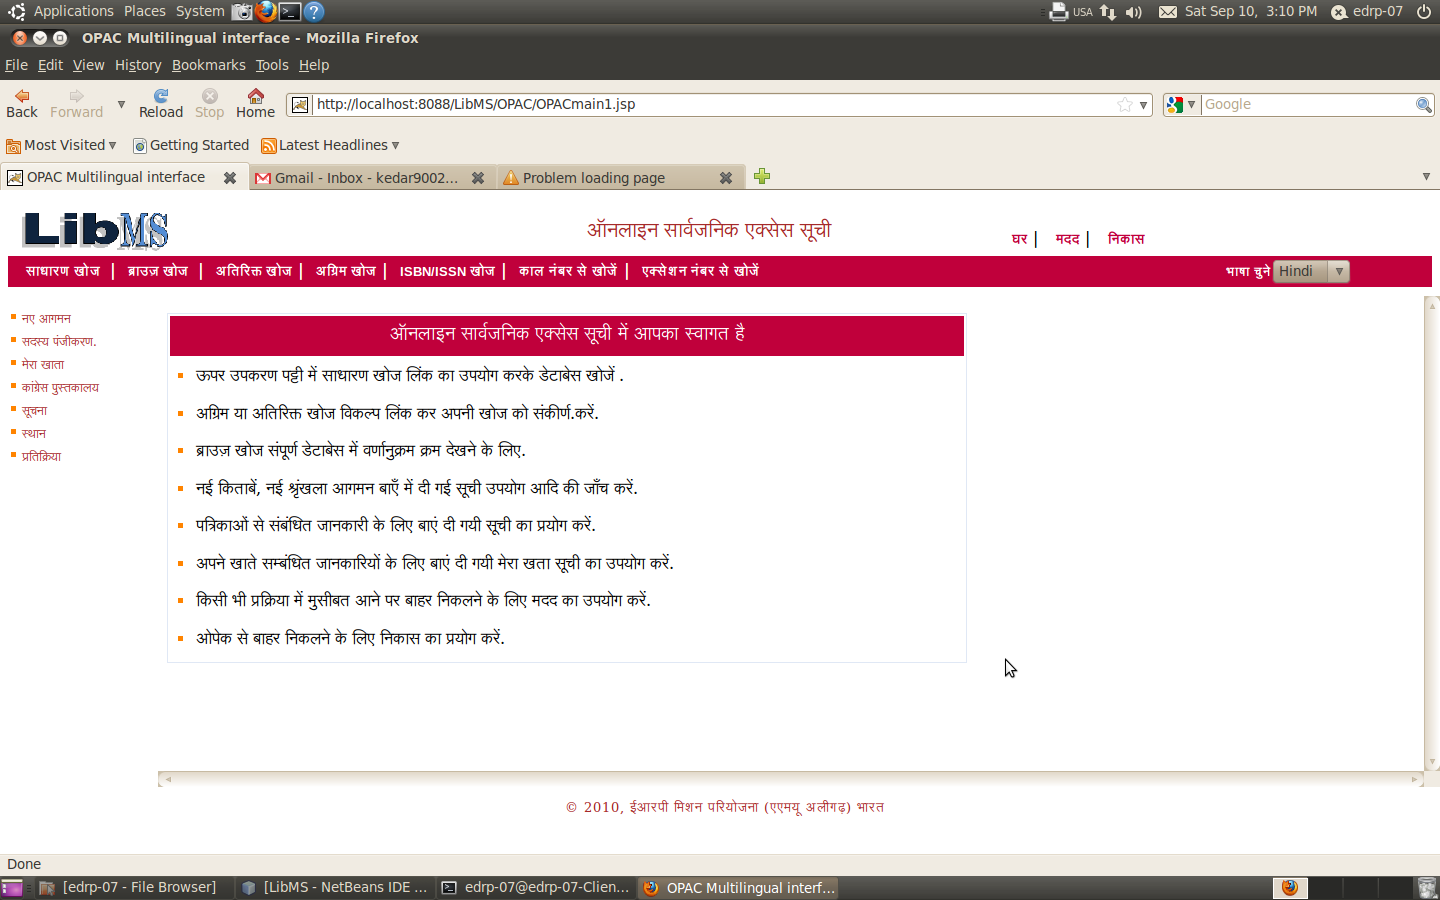 Applications Places System USA Sat Sep 10, 3:10 PM edrp-07
OPAC Multilingual interface - Mozilla Firefox
File Edit View History Bookmarks Tools Help
Back Forward Reload Stop Home http://localhost:8088/LibMS/OPAC/OPACmain1.jsp Google
Most Visited Getting Started Latest Headlines
OPAC Multilingual interface Gmail - Inbox - kedar9002... Problem loading page
LibMS ऑनलाइन सार्वजनिक एक्सेस सूची घर | मदद | निकास
साधारण खोज | ब्राउज़ खोज | अतिरिक्त खोज | अग्रिम खोज | ISBN/ISSN खोज | काल नंबर से खोजें | एक्सेशन नंबर से खोजें भाषा चुने Hindi
नए आगमन
सदस्य पंजीकरण.
मेरा खाता
कांग्रेस पुस्तकालय
सूचना
स्थान
प्रतिक्रिया
ऑनलाइन सार्वजनिक एक्सेस सूची में आपका स्वागत है
ऊपर उपकरण पट्टी में साधारण खोज लिंक का उपयोग करके डेटाबेस खोजें .
अग्रिम या अतिरिक्त खोज विकल्प लिंक कर अपनी खोज को संकीर्ण.करें.
ब्राउज़ खोज संपूर्ण डेटाबेस में वर्णानुक्रम क्रम देखने के लिए.
नई किताबें, नई श्रृंखला आगमन बाएँ में दी गई सूची उपयोग आदि की जाँच करें.
पत्रिकाओं से संबंधित जानकारी के लिए बाएं दी गयी सूची का प्रयोग करें.
अपने खाते सम्बंधित जानकारियों के लिए बाएं दी गयी मेरा खता सूची का उपयोग करें.
किसी भी प्रक्रिया में मुसीबत आने पर बाहर निकलने के लिए मदद का उपयोग करें.
ओपेक से बाहर निकलने के लिए निकास का प्रयोग करें.
© 2010, ईआरपी मिशन परियोजना (एएमयू अलीगढ़) भारत
Done
[edrp-07 - File Browser] [LibMS - NetBeans IDE ... edrp-07@edrp-07-Clien... OPAC Multilingual interf...